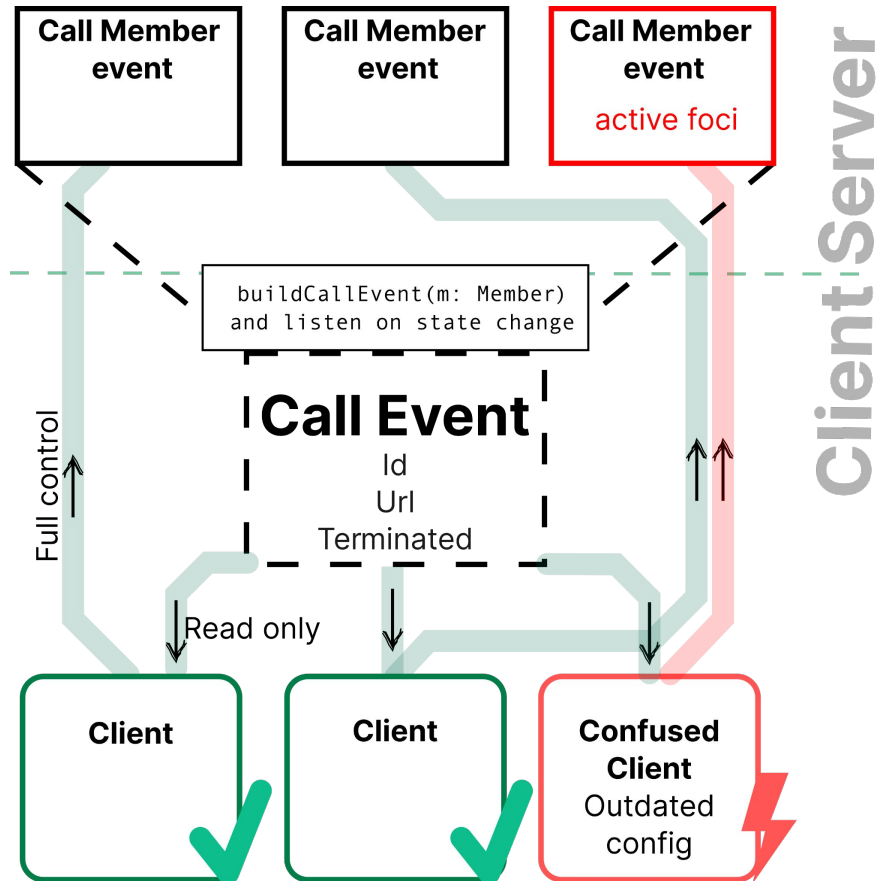 Call Member
event
Call Member
event
Call Member
event
active foci
Client Server
buildCallEvent(m: Member)
and listen on state change
Call Event
Id
Url
Terminated
Full control
Read only
Client
Client
Confused
Client
Outdated
config